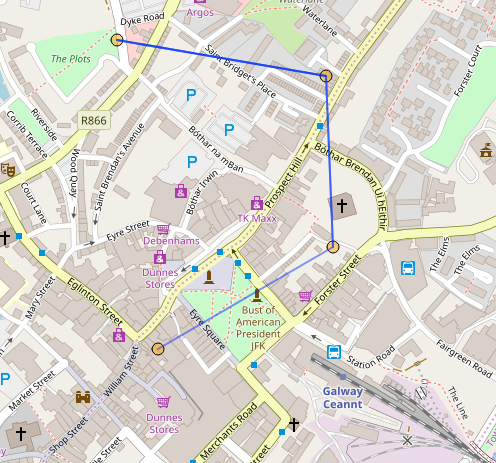 Dyke Road
Argos
Waterlane
Waterlane
The Plots
Saint Bridget's Place
Forster Court
P
Riverside
P
Corrib Terrace
R866
Bóthar na mBan
Bóthar Brendan Uí hEithir
P
Wood Quay
Saint Brendan's Avenue
Prospect Hill
Court Lane
Bóthar Irwin
TK Maxx
Eyre Street
Debenhams
The Elms
The Elms
Mary Street
Dunnes
Stores
Eglinton Street
Forster Street
Bust of
American
President
JFK
Eyre Square
Fairgreen Road
Station Road
William Street
P
Market Street
Galway
Ceannt
The Line
Dunnes
Stores
Merchants Road
Shop Street